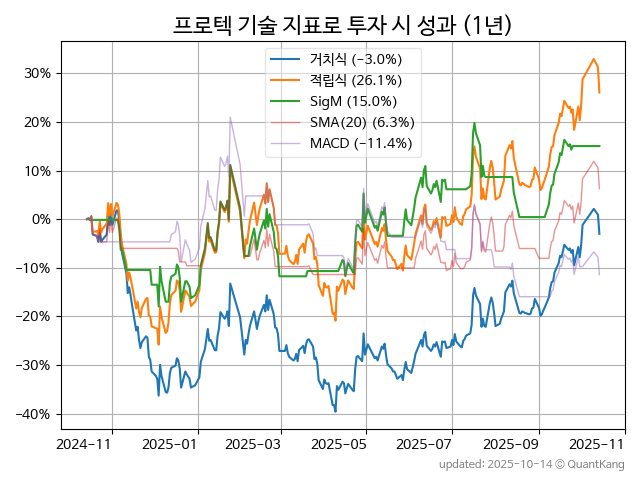 프로텍 기술 지표로 투자 시 성과 (1년)
거치식 (−3.0%)
적립식 (26.1%)
SigM (15.0%)
SMA(20) (6.3%)
MACD (−11.4%)
30%
20%
10%
0%
−10%
−20%
−30%
−40%
2024-11
2025-01
2025-03
2025-05
2025-07
2025-09
2025-11
updated: 2025-10-14 © QuantKang